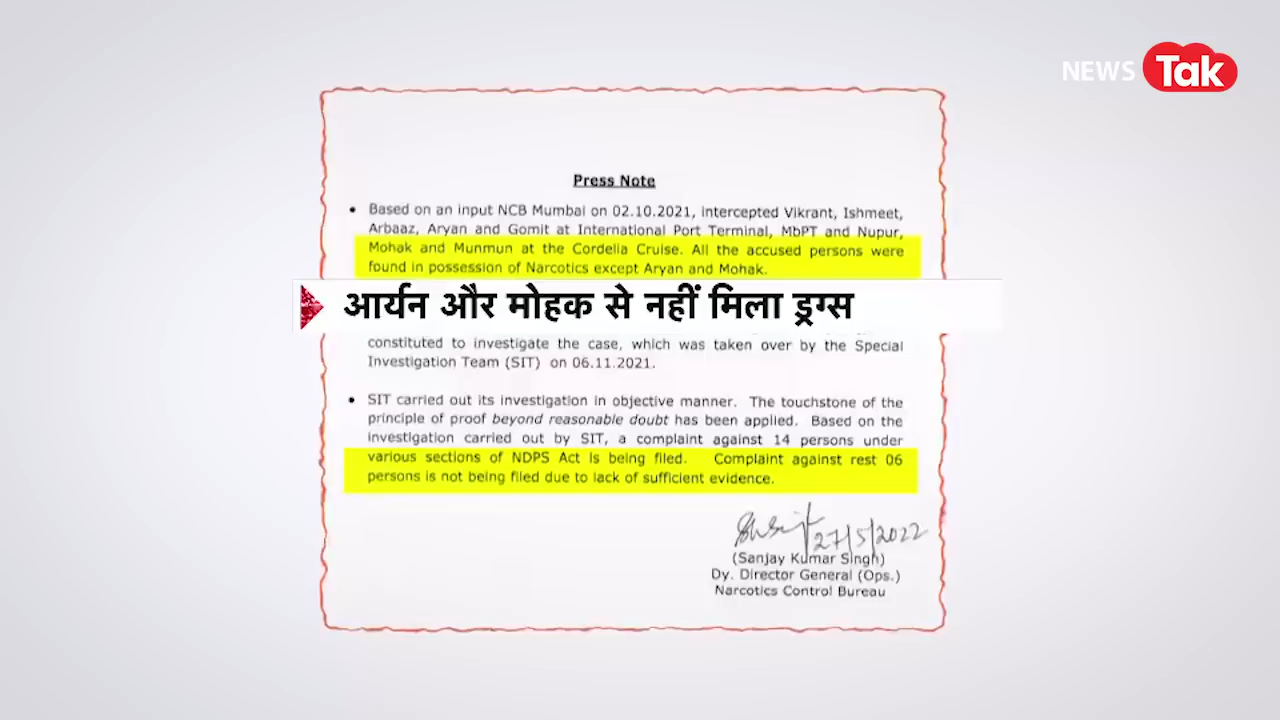 NEWS Tak
Press Note
• Based on an input NCB Mumbai on 02.10.2021, intercepted Vikrant, Ishmeet,
Arbaaz, Aryan and Gomit at International Port Terminal, MbPT and Nupur,
Mohak and Munmun at the Cordelia Cruise. All the accused persons were
found in possession of Narcotics except Aryan and Mohak.
आर्यन और मोहक से नहीं मिला ड्रग्स
constituted to investigate the case, which was taken over by the Special
Investigation Team (SIT) on 06.11.2021.
• SIT carried out its investigation in objective manner. The touchstone of the
principle of proof beyond reasonable doubt has been applied. Based on the
investigation carried out by SIT, a complaint against 14 persons under
various sections of NDPS Act is being filed. Complaint against rest 06
persons is not being filed due to lack of sufficient evidence.
27/5/2022
(Sanjay Kumar Singh)
Dy. Director General (Ops.)
Narcotics Control Bureau